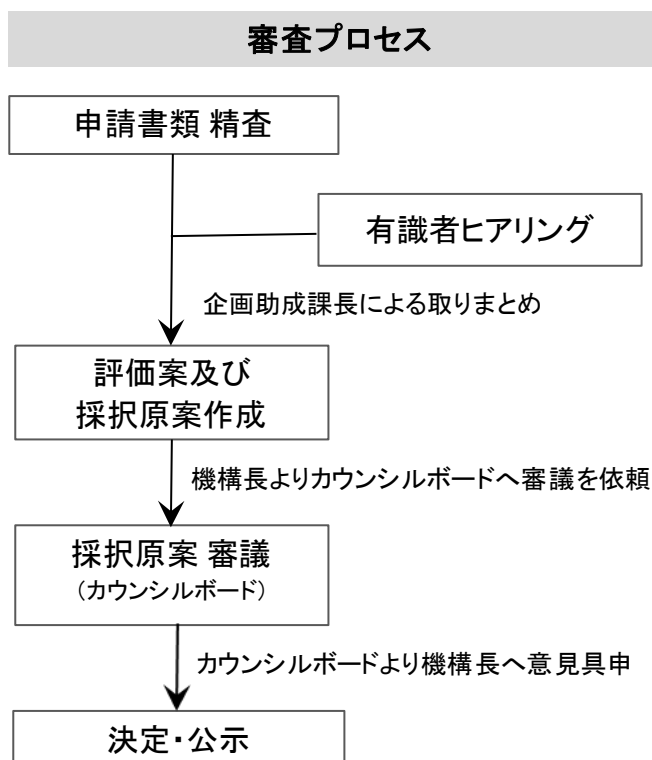 審査プロセス
申請書類 精査
有識者ヒアリング
企画助成課長による取りまとめ
評価案及び
採択原案作成
機構長よりカウンシルボードへ審議を依頼
採択原案 審議
（カウンシルボード）
カウンシルボードより機構長へ意見具申
決定・公示